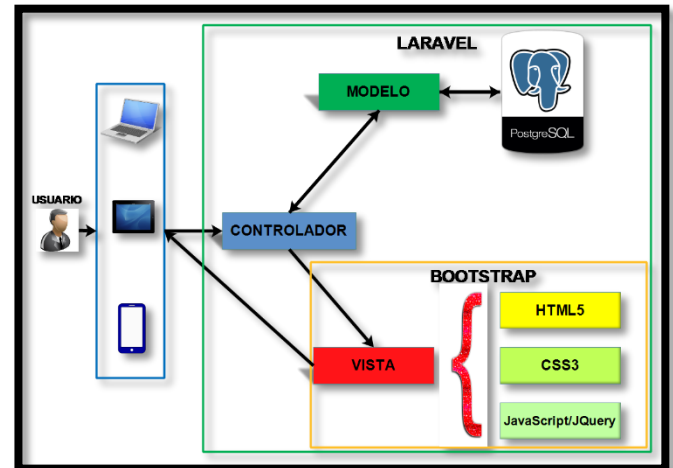 LARAVEL
MODELO
PostgreSQL
USUARIO
CONTROLADOR
BOOTSTRAP
HTML5
VISTA
CSS3
JavaScript/JQuery